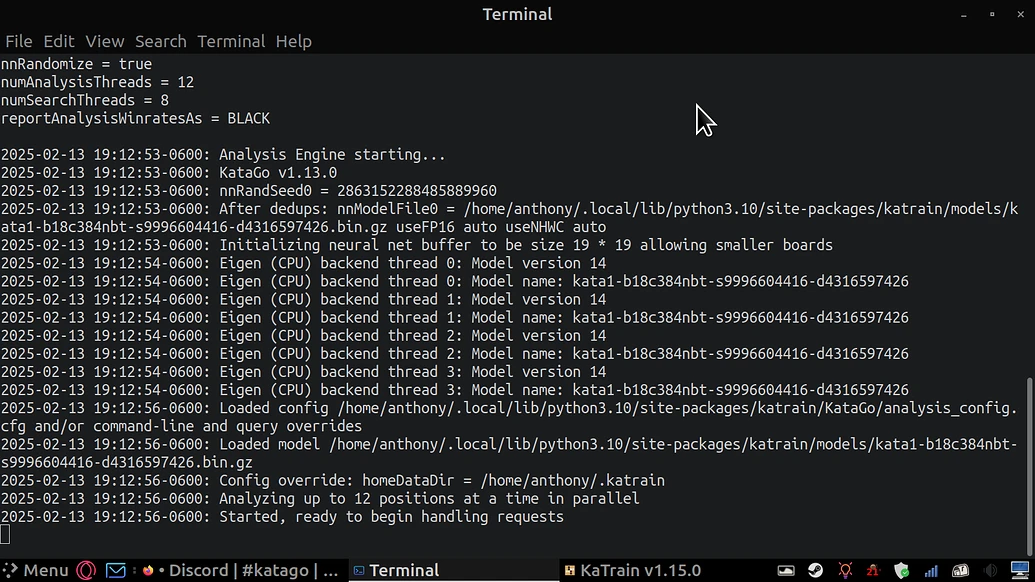 Terminal
File Edit View Search Terminal Help
nnRandomize = true
numAnalysisThreads = 12
numSearchThreads = 8
reportAnalysisWinratesAs = BLACK
2025-02-13 19:12:53-0600: Analysis Engine starting...
2025-02-13 19:12:53-0600: KataGo v1.13.0
2025-02-13 19:12:53-0600: nnRandSeed0 = 2863152288485889960
2025-02-13 19:12:53-0600: After dedups: nnModelFile0 = /home/anthony/.local/lib/python3.10/site-packages/katrain/models/k
ata1-b18c384nbt-s9996604416-d4316597426.bin.gz useFP16 auto useNHWC auto
2025-02-13 19:12:53-0600: Initializing neural net buffer to be size 19 * 19 allowing smaller boards
2025-02-13 19:12:54-0600: Eigen (CPU) backend thread 0: Model version 14
2025-02-13 19:12:54-0600: Eigen (CPU) backend thread 0: Model name: kata1-b18c384nbt-s9996604416-d4316597426
2025-02-13 19:12:54-0600: Eigen (CPU) backend thread 1: Model version 14
2025-02-13 19:12:54-0600: Eigen (CPU) backend thread 1: Model name: kata1-b18c384nbt-s9996604416-d4316597426
2025-02-13 19:12:54-0600: Eigen (CPU) backend thread 2: Model version 14
2025-02-13 19:12:54-0600: Eigen (CPU) backend thread 2: Model name: kata1-b18c384nbt-s9996604416-d4316597426
2025-02-13 19:12:54-0600: Eigen (CPU) backend thread 3: Model version 14
2025-02-13 19:12:54-0600: Eigen (CPU) backend thread 3: Model name: kata1-b18c384nbt-s9996604416-d4316597426
2025-02-13 19:12:56-0600: Loaded config /home/anthony/.local/lib/python3.10/site-packages/katrain/KataGo/analysis_config.
cfg and/or command-line and query overrides
2025-02-13 19:12:56-0600: Loaded model /home/anthony/.local/lib/python3.10/site-packages/katrain/models/kata1-b18c384nbt-
s9996604416-d4316597426.bin.gz
2025-02-13 19:12:56-0600: Config override: homeDataDir = /home/anthony/.katrain
2025-02-13 19:12:56-0600: Analyzing up to 12 positions at a time in parallel
2025-02-13 19:12:56-0600: Started, ready to begin handling requests
Menu • Discord | #katago | ... Terminal KaTrain v1.15.0